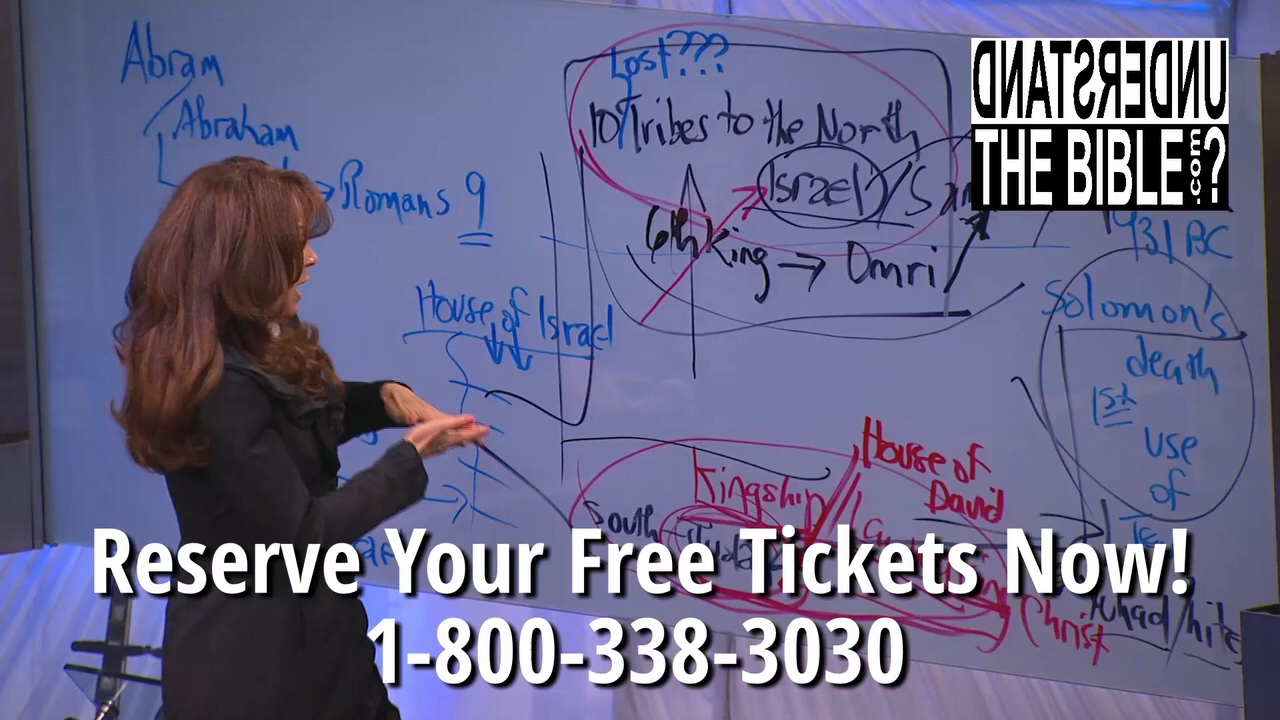 Abram
Abraham
Romans 9
House of Israel
Lost???
10 Tribes to the North
Israel/Sam
6th King → Omri
UNDERSTAND
THE BIBLE
.com
?
931 BC
Solomon's
death
1st
use
of
House of
David
Kingship
South
Judah
Christ
Reserve Your Free Tickets Now!
1-800-338-3030